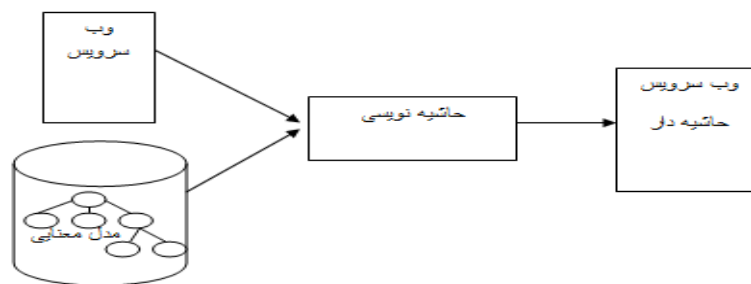 وب
سرویس
حاشیه نویسی
وب سرویس
حاشیه دار
مدل معنایی